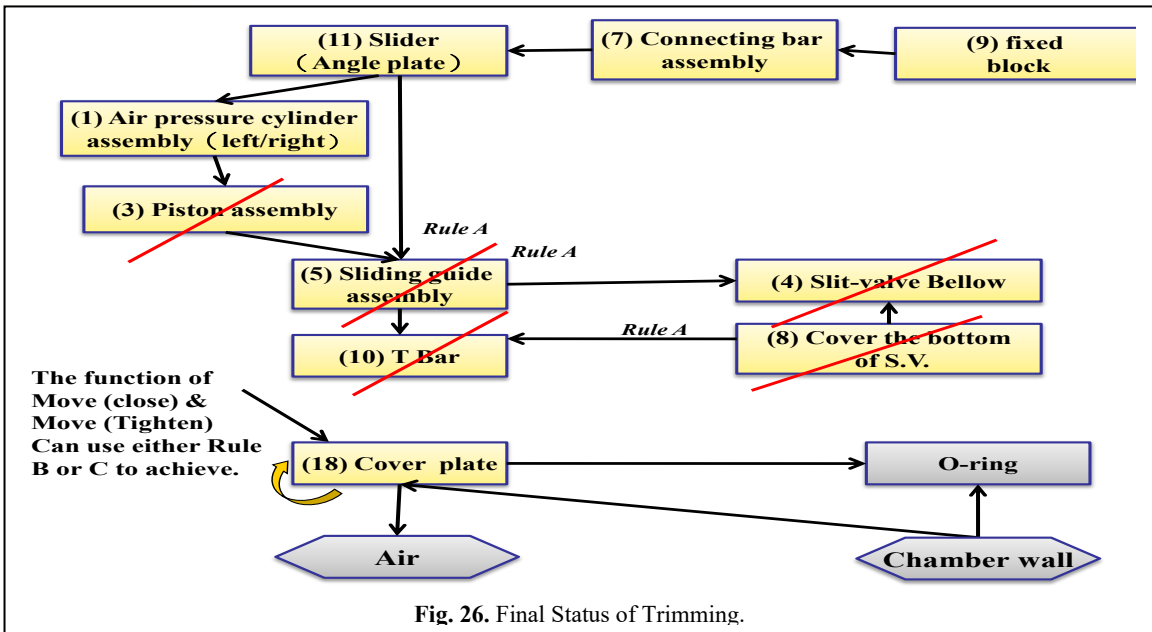 (11) Slider
（Angle plate）
(7) Connecting bar
assembly
(9) fixed
block
(1) Air pressure cylinder
assembly（left/right）
(3) Piston assembly
Rule A
Rule A
(5) Sliding guide
assembly
(4) Slit-valve Bellow
(10) T Bar
Rule A
(8) Cover the bottom
of S.V.
The function of
Move (close) &
Move (Tighten)
Can use either Rule
B or C to achieve.
(18) Cover plate
O-ring
Air
Chamber wall
Fig. 26. Final Status of Trimming.